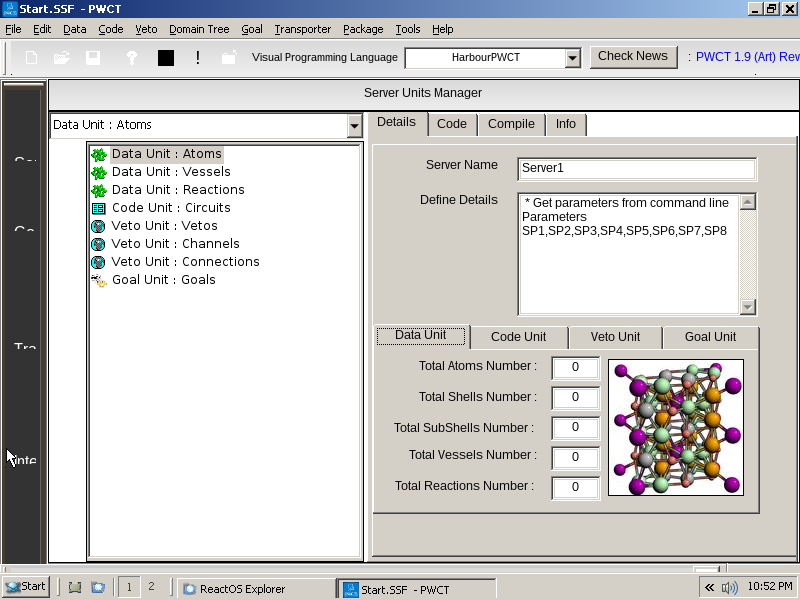 Start.SSF - PWCT
File Edit Data Code Veto Domain Tree Goal Transporter Package Tools Help
Visual Programming Language HarbourPWCT Check News : PWCT 1.9 (Art) Rev
Server Units Manager
Data Unit : Atoms
Details Code Compile Info
Data Unit : Atoms
Data Unit : Vessels
Data Unit : Reactions
Code Unit : Circuits
Veto Unit : Vetos
Veto Unit : Channels
Veto Unit : Connections
Goal Unit : Goals
Server Name Server1
Define Details
* Get parameters from command line
Parameters
SP1,SP2,SP3,SP4,SP5,SP6,SP7,SP8
Data Unit Code Unit Veto Unit Goal Unit
Total Atoms Number : 0
Total Shells Number : 0
Total SubShells Number : 0
Total Vessels Number : 0
Total Reactions Number : 0
Start 1 2 ReactOS Explorer Start.SSF - PWCT « 10:52 PM